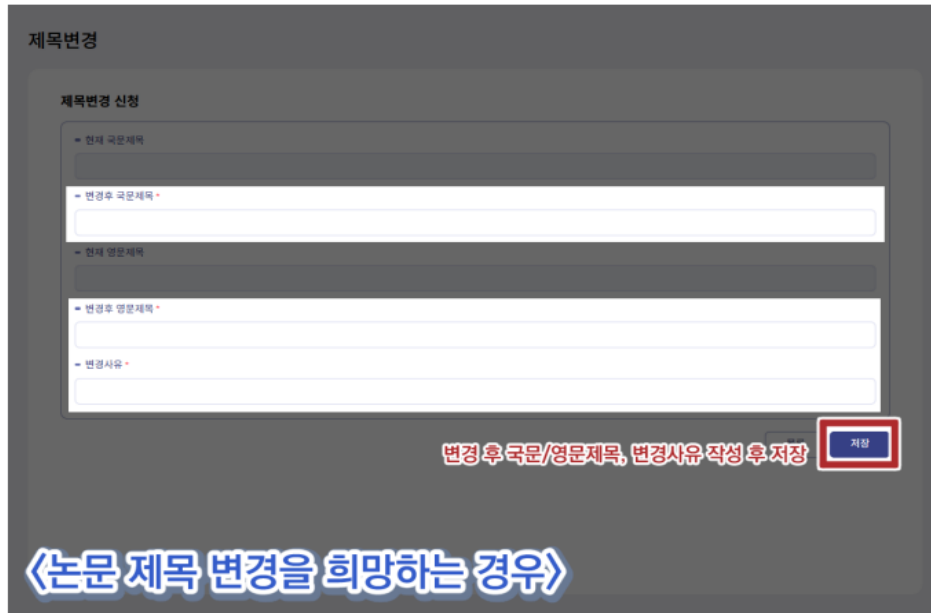 제목변경
제목변경 신청
현재 국문제목
변경후 국문제목 *
현재 영문제목
변경후 영문제목 *
변경사유 *
저장
변경 후 국문/영문제목, 변경사유 작성 후 저장
〈논문 제목 변경을 희망하는 경우〉